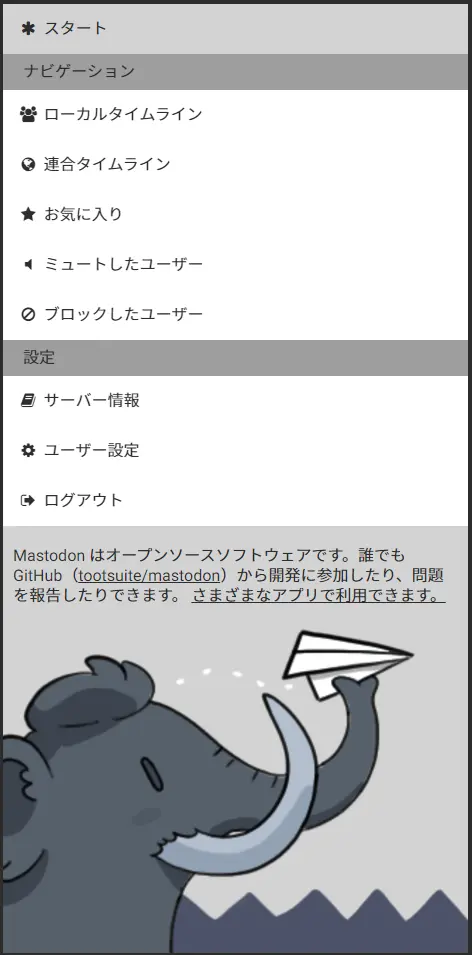 スタート
ナビゲーション
ローカルタイムライン
連合タイムライン
お気に入り
ミュートしたユーザー
ブロックしたユーザー
設定
サーバー情報
ユーザー設定
ログアウト
Mastodon はオープンソースソフトウェアです。誰でも
GitHub（tootsuite/mastodon）から開発に参加したり、問題
を報告したりできます。 さまざまなアプリで利用できます。